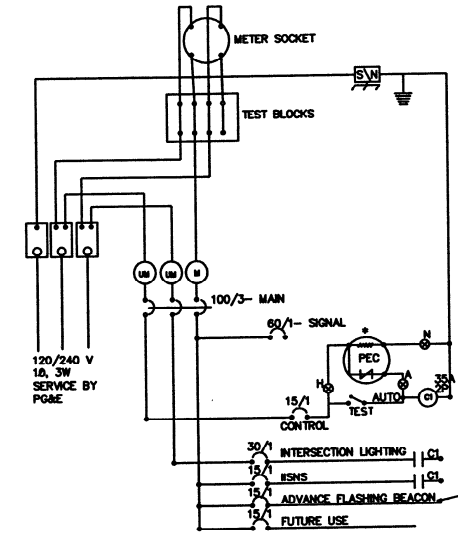 METER SOCKET
S\N
TEST BLOCKS
UM
UM
M
100/3- MAIN
60/1- SIGNAL
*
N
PEC
120/240 V
1Ø, 3W
SERVICE BY
PG&E
H
A
35A
15/1
AUTO
C1
TEST
CONTROL
30/1
INTERSECTION LIGHTING
C1
15/1
IISNS
C1
15/1
ADVANCE FLASHING BEACON
15/1
FUTURE USE